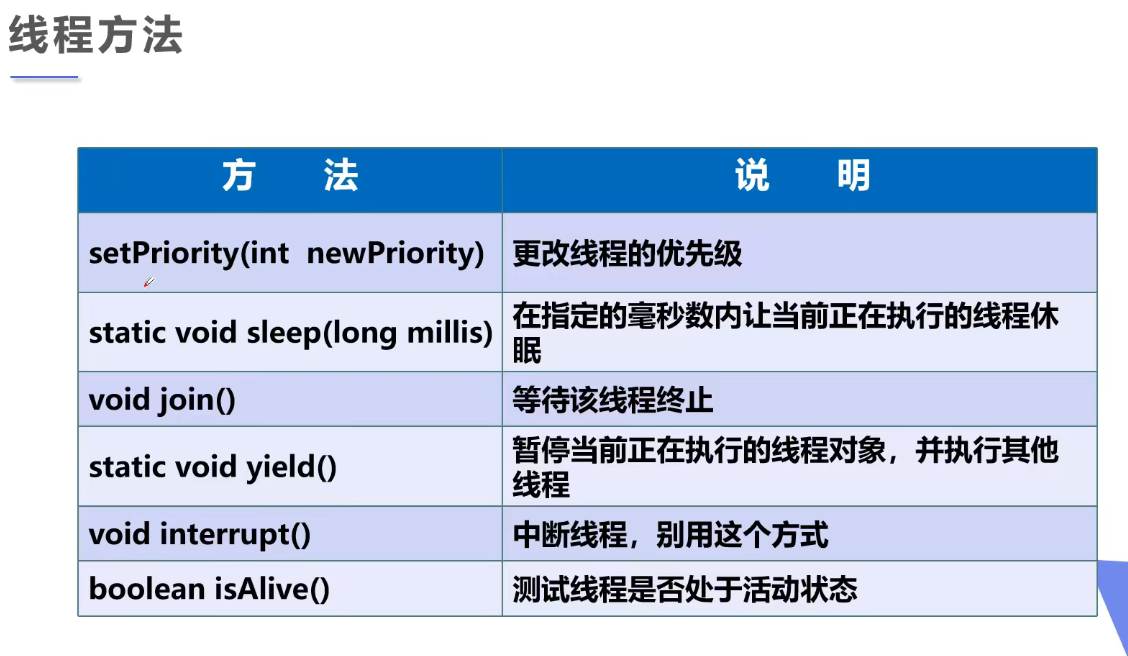 线程方法
方 法 说 明
setPriority(int newPriority) 更改线程的优先级
static void sleep(long millis) 在指定的毫秒数内让当前正在执行的线程休
眠
void join() 等待该线程终止
static void yield() 暂停当前正在执行的线程对象，并执行其他
线程
void interrupt() 中断线程，别用这个方式
boolean isAlive() 测试线程是否处于活动状态